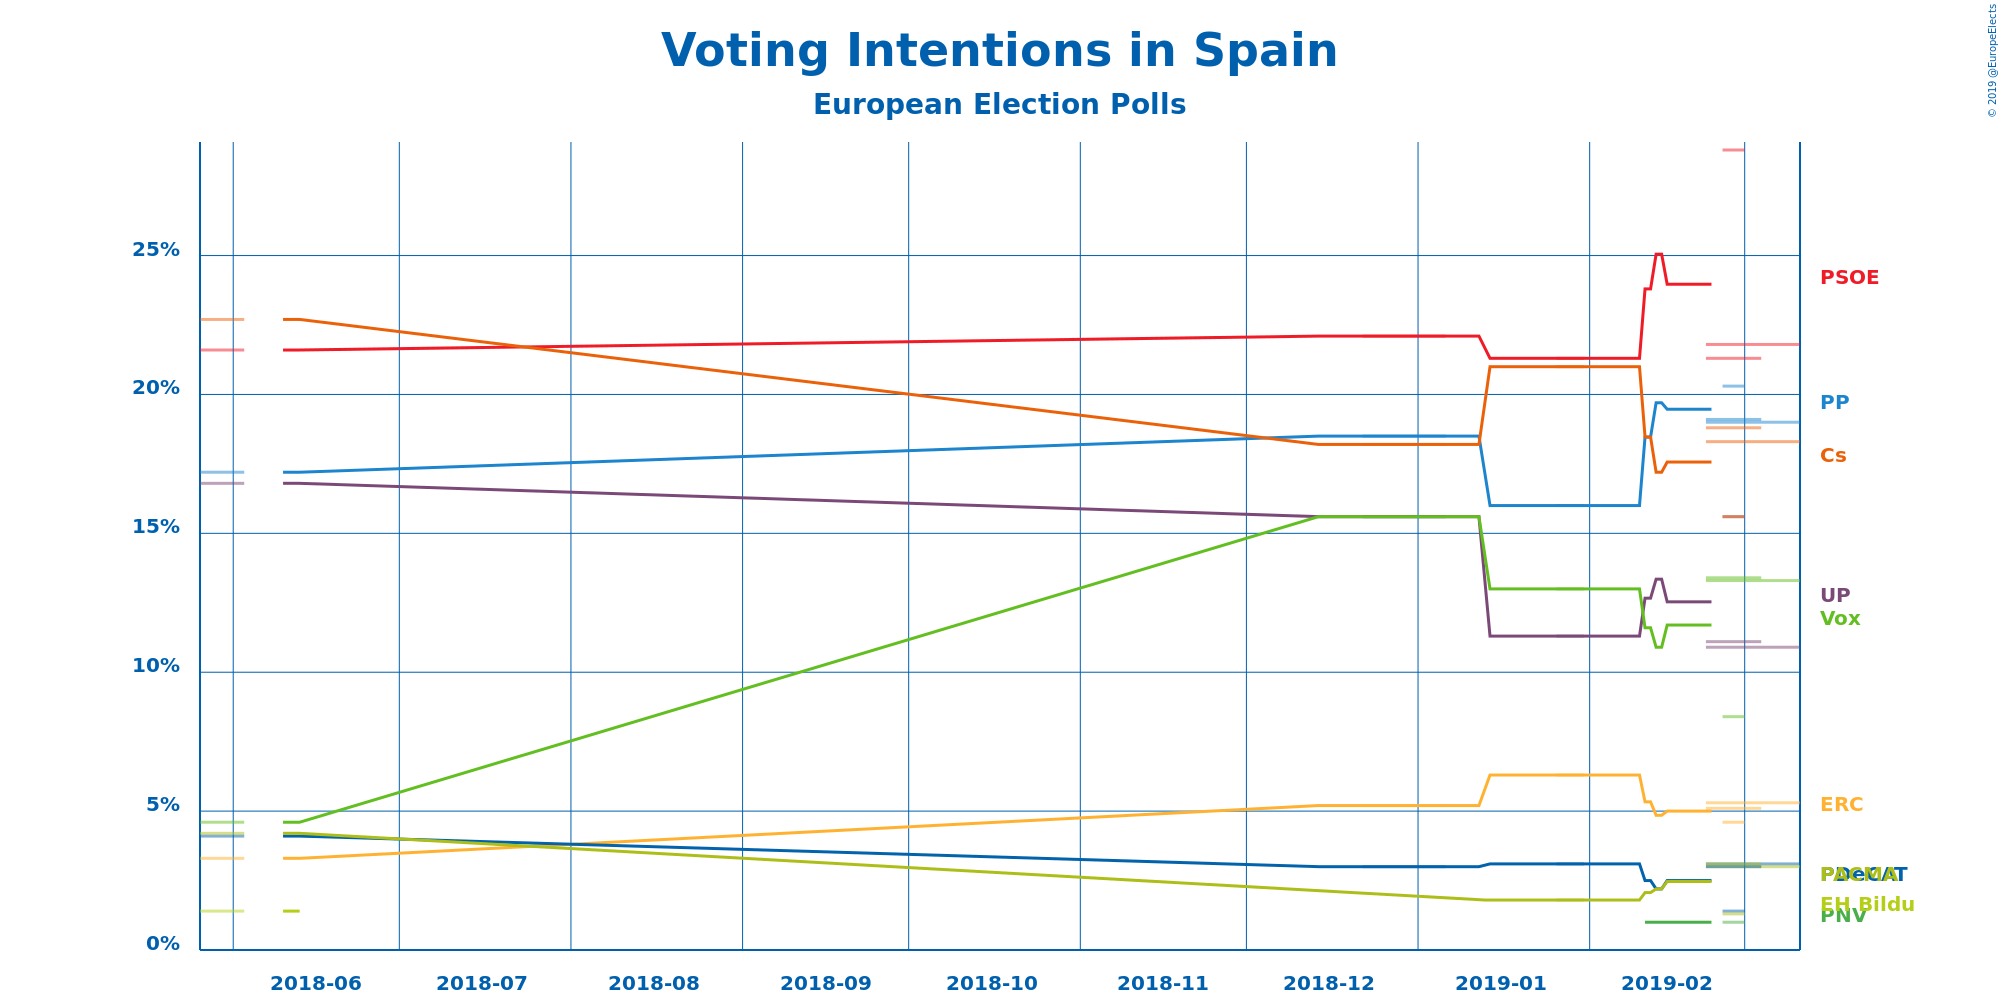 Voting Intentions in Spain
European Election Polls
© 2019 @EuropeElects
25%
20%
15%
10%
5%
0%
PSOE
PP
Cs
UP
Vox
ERC
PDeCAT
PACMA
EH Bildu
PNV
2018-06 2018-07 2018-08 2018-09 2018-10 2018-11 2018-12 2019-01 2019-02